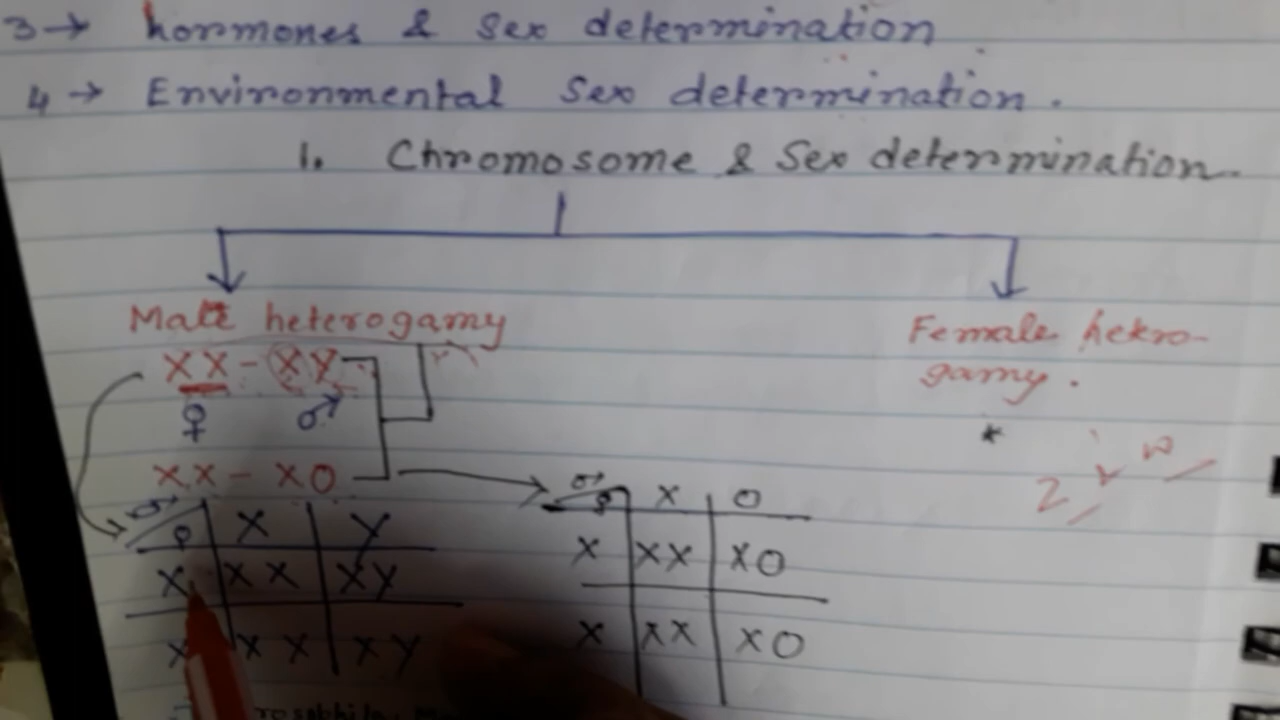 3→ hormones & Sex determination
4→ Environmental Sex determination.
1. Chromosome & Sex determination.
Male heterogamy
Female hetero-
gamy.
XX - XY
♀ ♂
*
XX - XO
♂ X Y
♀
X XX XY
X XX XY
♂ X O
♀
X XX XO
X XX XO